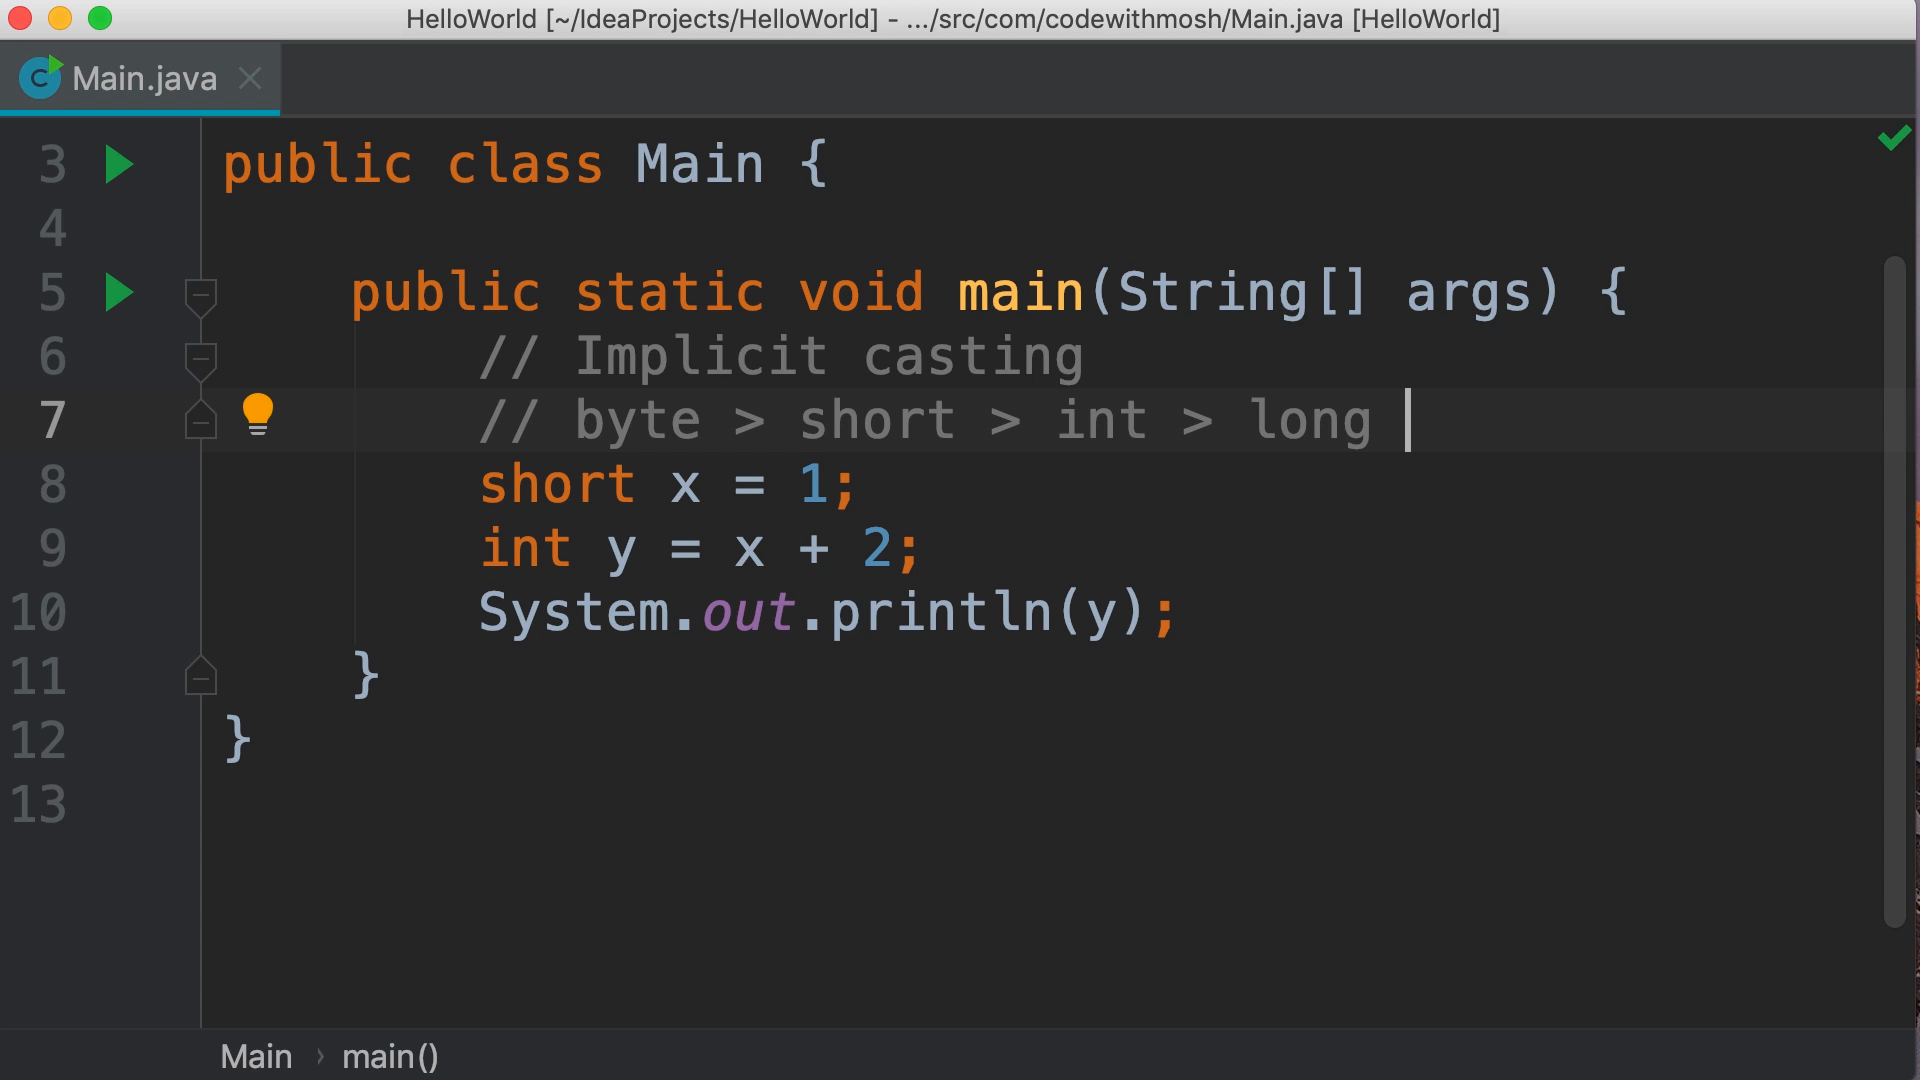 HelloWorld [~/IdeaProjects/HelloWorld] - .../src/com/codewithmosh/Main.java [HelloWorld]
Main.java
3 public class Main {
4
5 public static void main(String[] args) {
6 // Implicit casting
7 // byte > short > int > long
8 short x = 1;
9 int y = x + 2;
10 System.out.println(y);
11 }
12 }
13
Main › main()